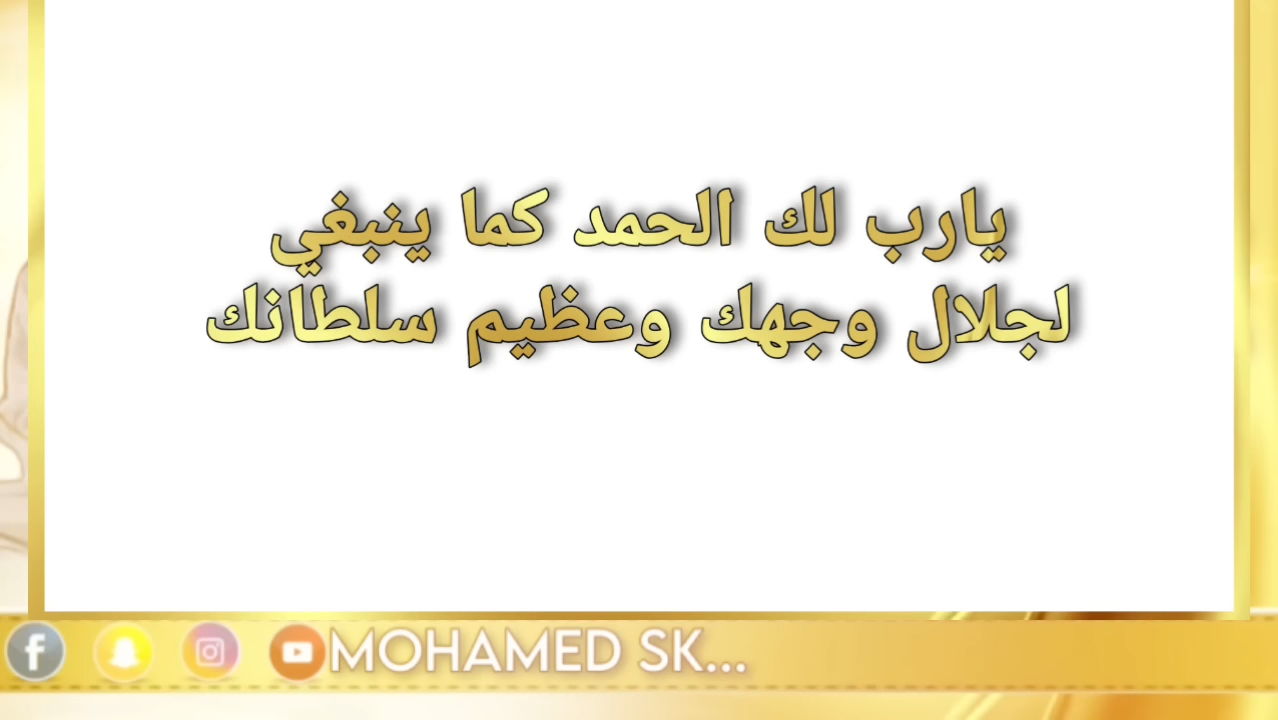 يارب لك الحمد كما ينبغي
لجلال وجهك وعظيم سلطانك
MOHAMED SK...